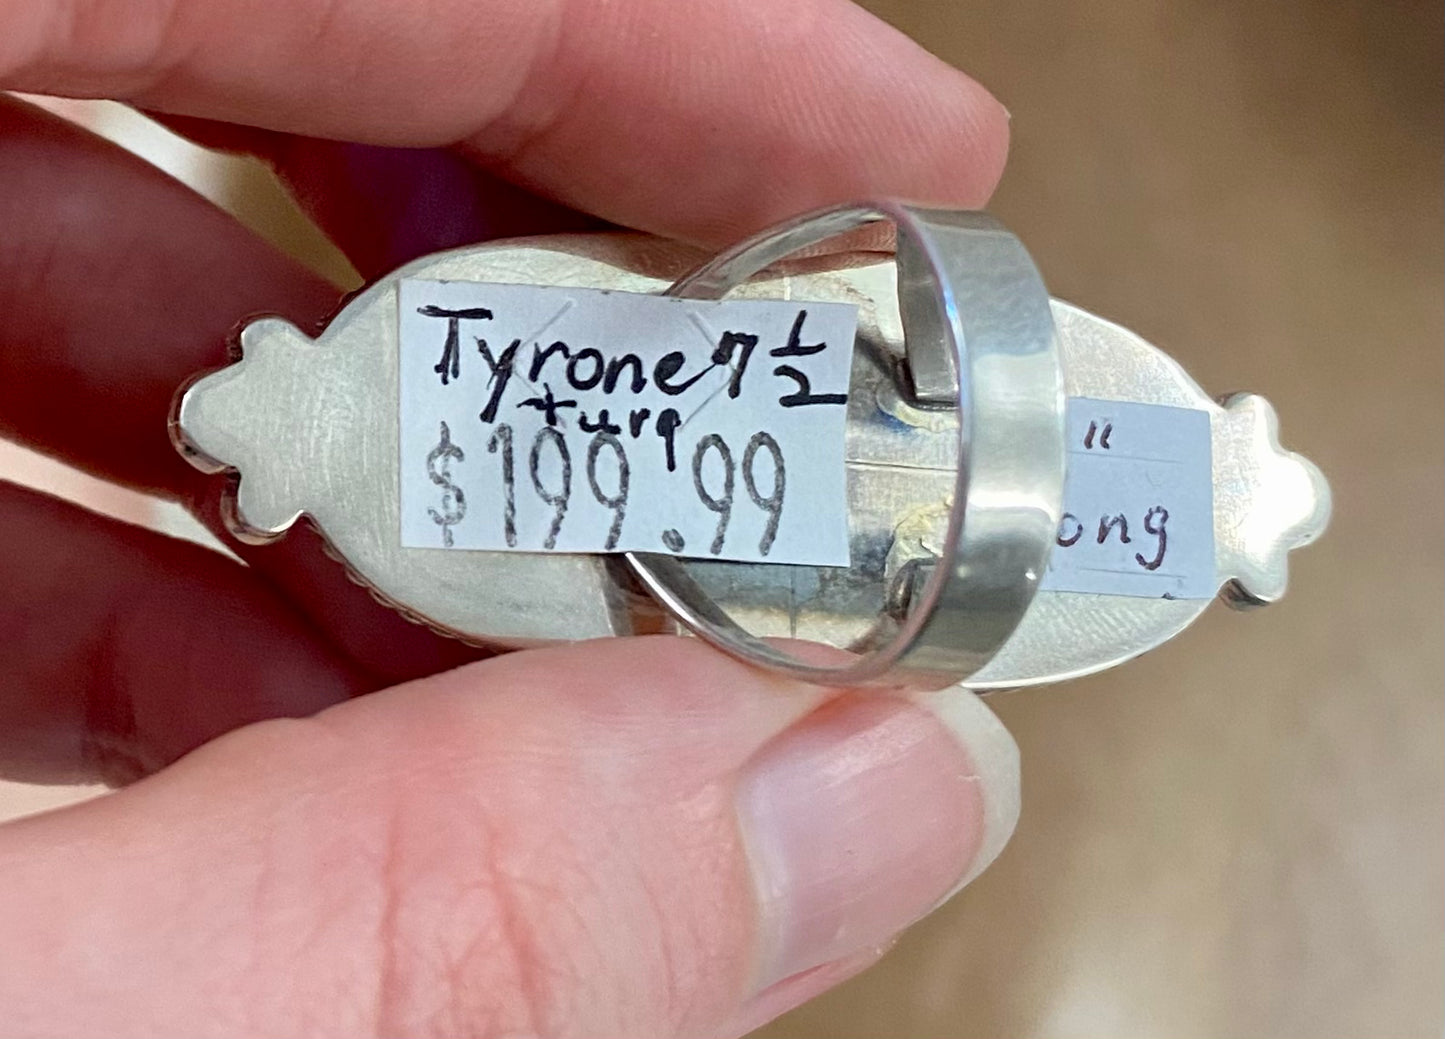 Tyrone 7 1/2
turq
$199.99
"
ong